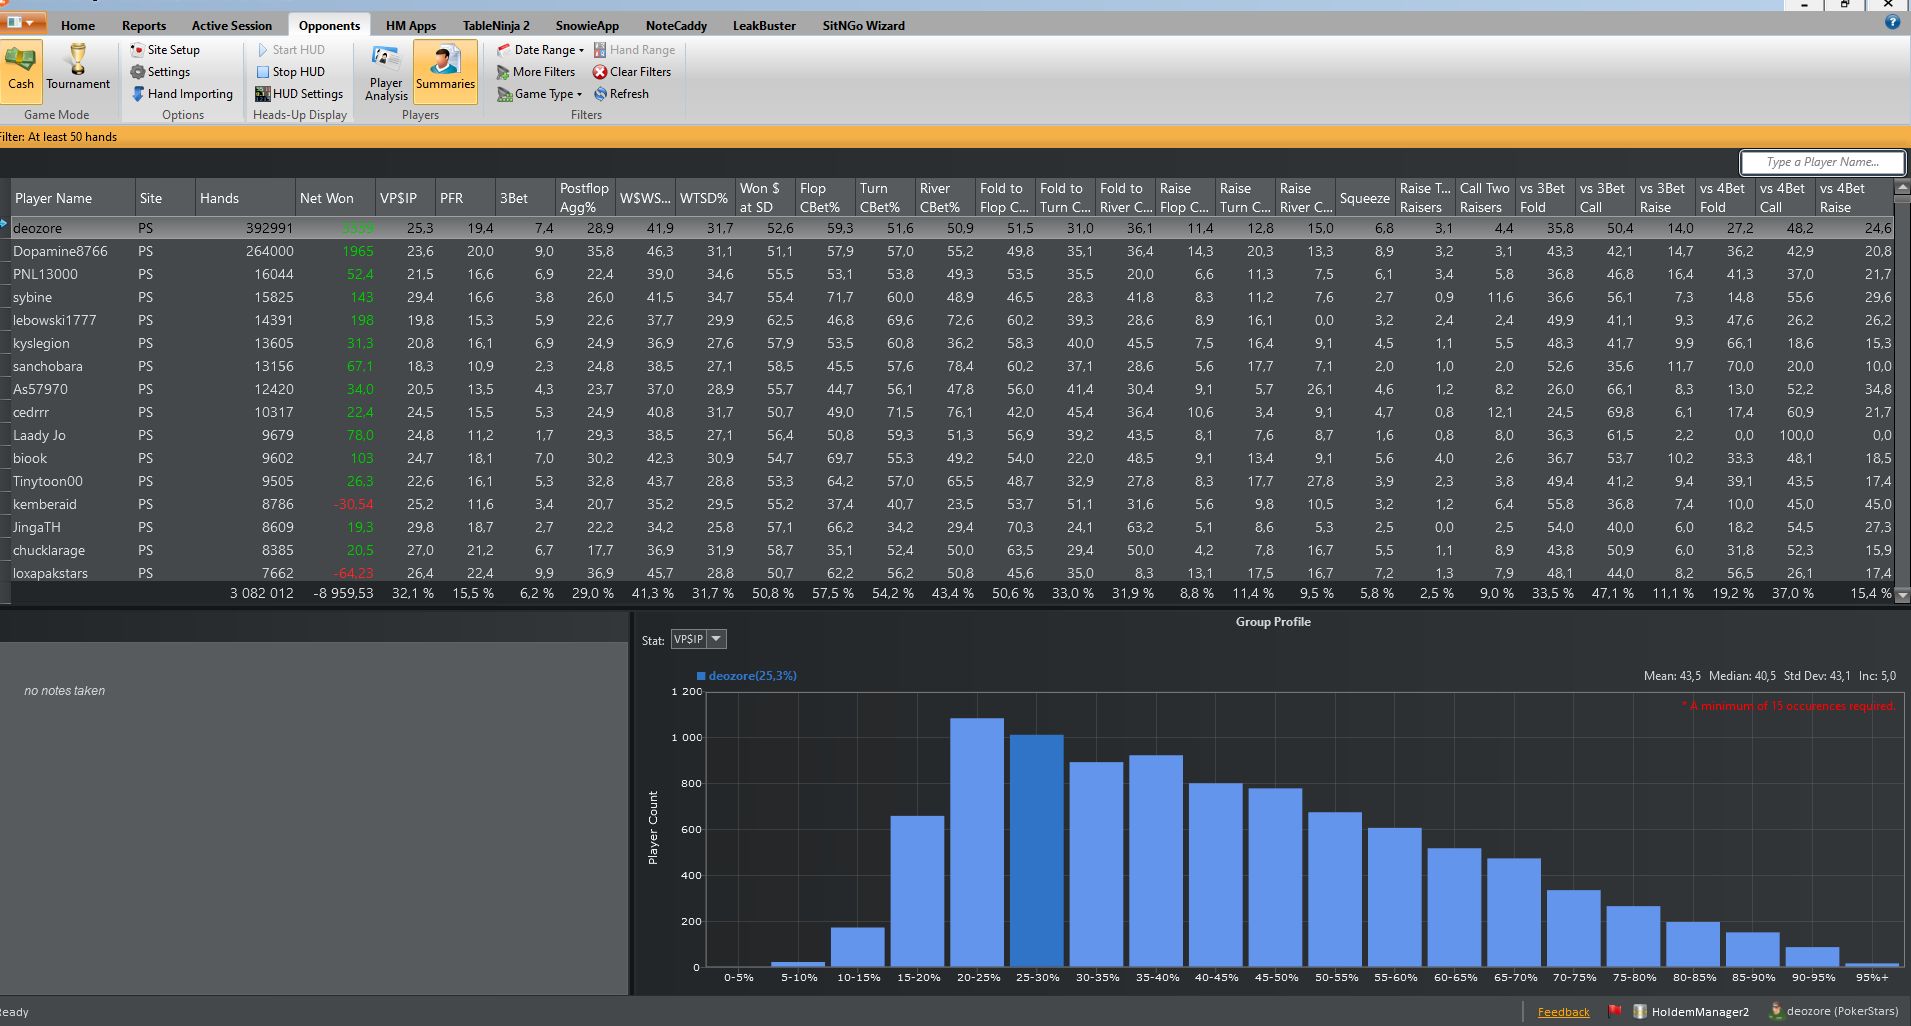 Home Reports Active Session Opponents HM Apps TableNinja 2 SnowieApp NoteCaddy LeakBuster SitNGo Wizard
Cash Tournament
Game Mode
Site Setup
Settings
Hand Importing
Options
Start HUD
Stop HUD
HUD Settings
Heads-Up Display
Player Analysis Summaries
Players
Date Range Hand Range
More Filters Clear Filters
Game Type Refresh
Filters
ilter: At least 50 hands
Type a Player Name...
Player Name Site Hands Net Won VP$IP PFR 3Bet Postflop Agg% W$WS... WTSD% Won $ at SD Flop CBet% Turn CBet% River CBet% Fold to Flop C... Fold to Turn C... Fold to River C... Raise Flop C... Raise Turn C... Raise River C... Squeeze Raise T... Raisers Call Two Raisers vs 3Bet Fold vs 3Bet Call vs 3Bet Raise vs 4Bet Fold vs 4Bet Call vs 4Bet Raise
deozore PS 392991 25,3 19,4 7,4 28,9 41,9 31,7 52,6 59,3 51,6 50,9 51,5 31,0 36,1 11,4 12,8 15,0 6,8 3,1 4,4 35,8 50,4 14,0 27,2 48,2 24,6
Dopamine8766 PS 264000 1965 23,6 20,0 9,0 35,8 46,3 31,1 51,1 57,9 57,0 55,2 49,8 35,1 36,4 14,3 20,3 13,3 8,9 3,2 3,1 43,3 42,1 14,7 36,2 42,9 20,8
PNL13000 PS 16044 52,4 21,5 16,6 6,9 22,4 39,0 34,6 55,5 53,1 53,8 49,3 53,5 35,5 20,0 6,6 11,3 7,5 6,1 3,4 5,8 36,8 46,8 16,4 41,3 37,0 21,7
sybine PS 15825 143 29,4 16,6 3,8 26,0 41,5 34,7 55,4 71,7 60,0 48,9 46,5 28,3 41,8 8,3 11,2 7,6 2,7 0,9 11,6 36,6 56,1 7,3 14,8 55,6 29,6
lebowski1777 PS 14391 198 19,8 15,3 5,9 22,6 37,7 29,9 62,5 46,8 69,6 72,6 60,2 39,3 28,6 8,9 16,1 0,0 3,2 2,4 2,4 49,9 41,1 9,3 47,6 26,2 26,2
kyslegion PS 13605 31,3 20,8 16,1 6,9 24,9 36,9 27,6 57,9 53,5 60,8 36,2 58,3 40,0 45,5 7,5 16,4 9,1 4,5 1,1 5,5 48,3 41,7 9,9 66,1 18,6 15,3
sanchobara PS 13156 67,1 18,3 10,9 2,3 24,8 38,5 27,1 58,5 45,5 57,6 78,4 60,2 37,1 28,6 5,6 17,7 7,1 2,0 1,0 2,0 52,6 35,6 11,7 70,0 20,0 10,0
As57970 PS 12420 34,0 20,5 13,5 4,3 23,7 37,0 28,9 55,7 44,7 56,1 47,8 56,0 41,4 30,4 9,1 5,7 26,1 4,6 1,2 8,2 26,0 66,1 8,3 13,0 52,2 34,8
cedrrr PS 10317 22,4 24,5 15,5 5,3 24,9 40,8 31,7 50,7 49,0 71,5 76,1 42,0 45,4 36,4 10,6 3,4 9,1 4,7 0,8 12,1 24,5 69,8 6,1 17,4 60,9 21,7
Laady Jo PS 9679 78,0 24,8 11,2 1,7 29,3 38,5 27,1 56,4 50,8 59,3 51,3 56,9 39,2 43,5 8,1 7,6 8,7 1,6 0,8 8,0 36,3 61,5 2,2 0,0 100,0 0,0
biook PS 9602 103 24,7 18,1 7,0 30,2 42,3 30,9 54,7 69,7 55,3 49,2 54,0 22,0 48,5 9,1 13,4 9,1 5,6 4,0 2,6 36,7 53,7 10,2 33,3 48,1 18,5
Tinytoon00 PS 9505 26,3 22,6 16,1 5,3 32,8 43,7 28,8 53,3 64,2 57,0 65,5 48,7 32,9 27,8 8,3 17,7 27,8 3,9 2,3 3,8 49,4 41,2 9,4 39,1 43,5 17,4
kemberaid PS 8786 -30,54 25,2 11,6 3,4 20,7 35,2 29,5 55,2 37,4 40,7 23,5 53,7 51,1 31,6 5,6 9,8 10,5 3,2 1,2 6,4 55,8 36,8 7,4 10,0 45,0 45,0
JingaTH PS 8609 19,3 29,8 18,7 2,7 22,2 34,2 25,8 57,1 66,2 34,2 29,4 70,3 24,1 63,2 5,1 8,6 5,3 2,5 0,0 2,5 54,0 40,0 6,0 18,2 54,5 27,3
chucklarage PS 8385 20,5 27,0 21,2 6,7 17,7 36,9 31,9 58,7 35,1 52,4 50,0 63,5 29,4 50,0 4,2 7,8 16,7 5,5 1,1 8,9 43,8 50,9 6,0 31,8 52,3 15,9
loxapakstars PS 7662 -64,23 26,4 22,4 9,9 36,9 45,7 28,8 50,7 62,2 56,2 50,8 45,6 35,0 8,3 13,1 17,5 16,7 7,2 1,3 7,9 48,1 44,0 8,2 56,5 26,1 17,4
3 082 012 -8 959,53 32,1 % 15,5 % 6,2 % 29,0 % 41,3 % 31,7 % 50,8 % 57,5 % 54,2 % 43,4 % 50,6 % 33,0 % 31,9 % 8,8 % 11,4 % 9,5 % 5,8 % 2,5 % 9,0 % 33,5 % 47,1 % 11,1 % 19,2 % 37,0 % 15,4 %
no notes taken
Group Profile
Stat: VP$IP
deozore(25,3%)
Mean: 43,5 Median: 40,5 Std Dev: 43,1 Inc: 5,0
* A minimum of 15 occurences required.
Player Count
1 200
1 000
800
600
400
200
0
0-5% 5-10% 10-15% 15-20% 20-25% 25-30% 30-35% 35-40% 40-45% 45-50% 50-55% 55-60% 60-65% 65-70% 70-75% 75-80% 80-85% 85-90% 90-95% 95%+
eady
Feedback HoldemManager2 deozore (PokerStars)